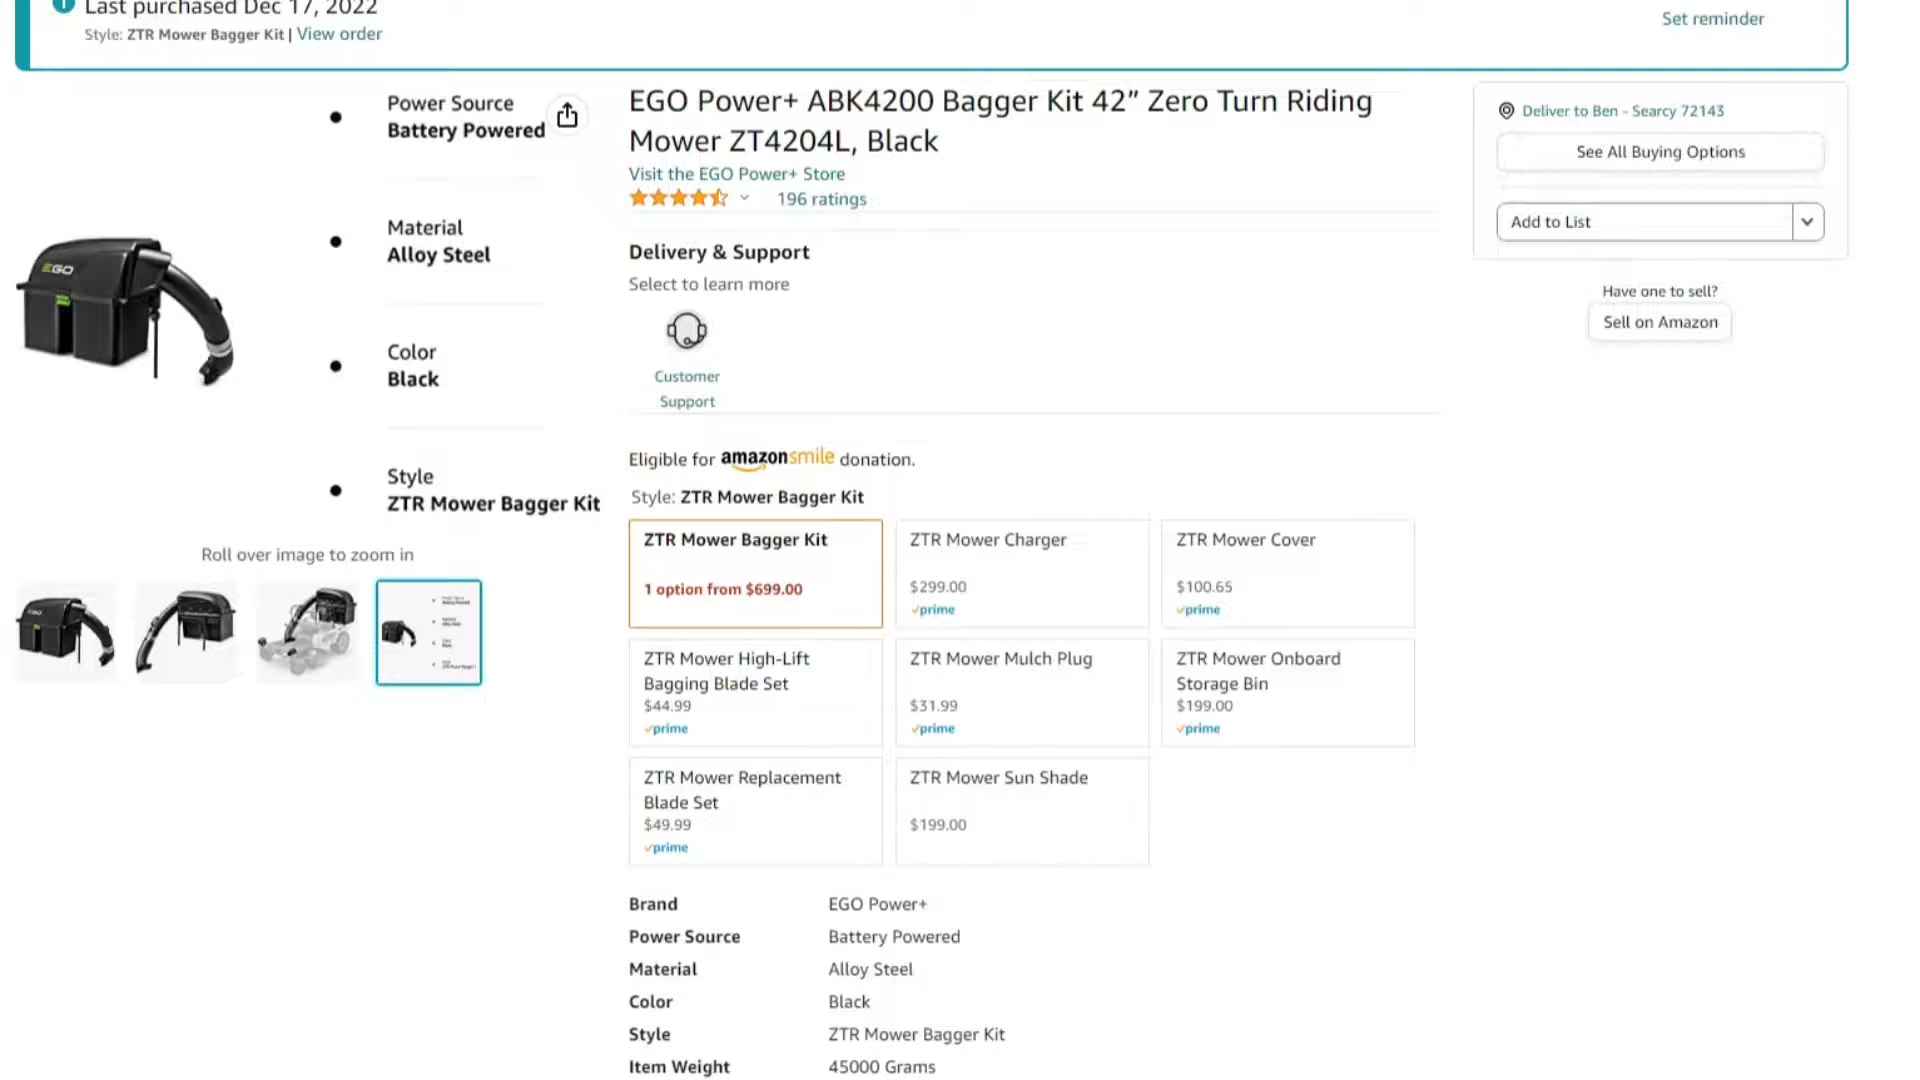 Last purchased Dec 17, 2022
Style: ZTR Mower Bagger Kit | View order
Set reminder
Power Source
Battery Powered
Material
Alloy Steel
Color
Black
Style
ZTR Mower Bagger Kit
EGO
Roll over image to zoom in
EGO Power+ ABK4200 Bagger Kit 42” Zero Turn Riding
Mower ZT4204L, Black
Visit the EGO Power+ Store
196 ratings
Delivery & Support
Select to learn more
Customer
Support
Eligible for amazonsmile donation.
Style: ZTR Mower Bagger Kit
ZTR Mower Bagger Kit
1 option from $699.00
ZTR Mower Charger
$299.00
prime
ZTR Mower Cover
$100.65
prime
ZTR Mower High-Lift
Bagging Blade Set
$44.99
prime
ZTR Mower Mulch Plug
$31.99
prime
ZTR Mower Onboard
Storage Bin
$199.00
prime
ZTR Mower Replacement
Blade Set
$49.99
prime
ZTR Mower Sun Shade
$199.00
Brand EGO Power+
Power Source Battery Powered
Material Alloy Steel
Color Black
Style ZTR Mower Bagger Kit
Item Weight 45000 Grams
Deliver to Ben - Searcy 72143
See All Buying Options
Add to List
Have one to sell?
Sell on Amazon